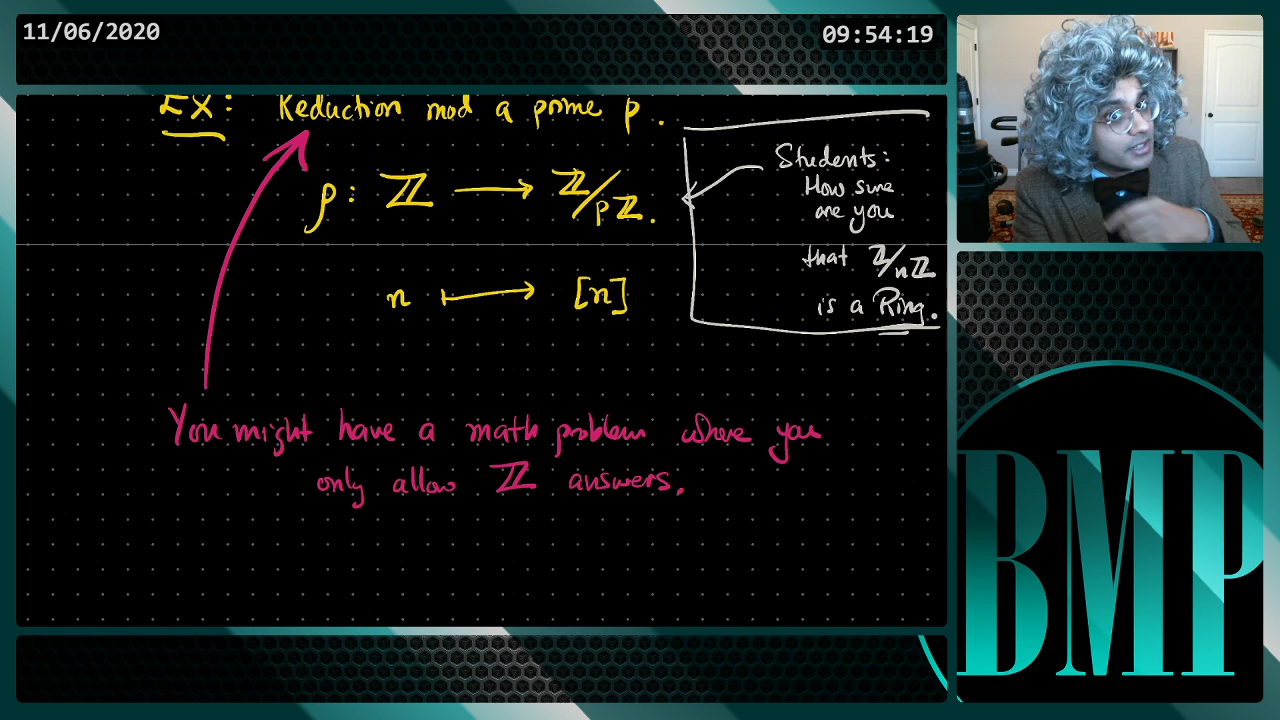 11/06/2020
09:54:19
EX: Reduction mod a prime p.
ρ: ℤ ⟶ ℤ/pℤ.
n ⟼ [n]
Students:
How sure
are you
that ℤ/nℤ
is a Ring.
You might have a math problem where you
only allow ℤ answers.
BMP